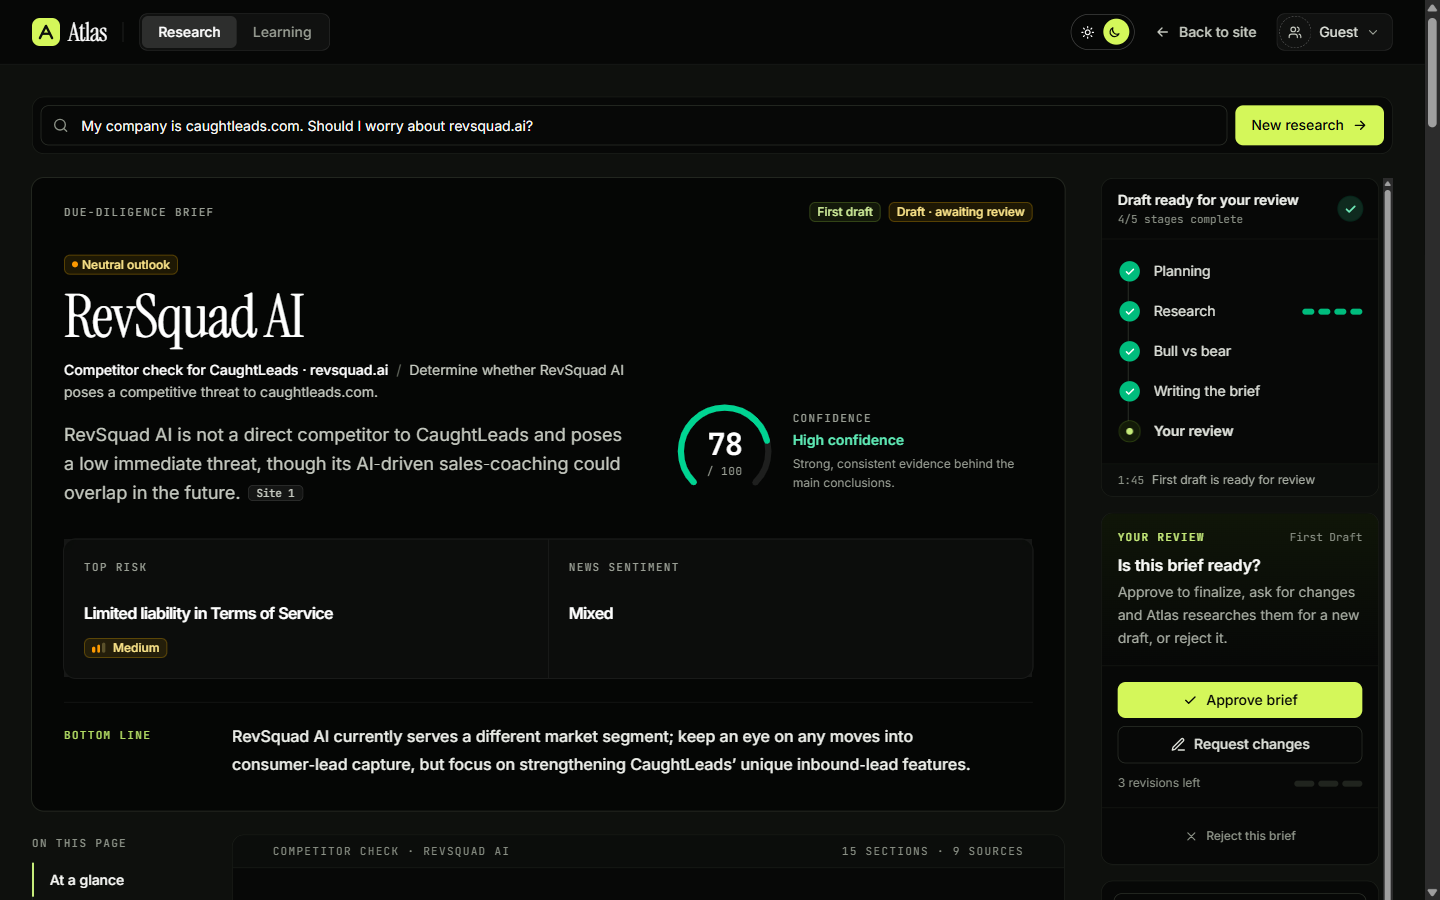 Atlas
Research
Learning
Back to site
Guest
My company is caughtleads.com. Should I worry about revsquad.ai?
New research
DUE-DILIGENCE BRIEF
First draft
Draft · awaiting review
Neutral outlook
RevSquad AI
Competitor check for CaughtLeads · revsquad.ai / Determine whether RevSquad AI
poses a competitive threat to caughtleads.com.
RevSquad AI is not a direct competitor to CaughtLeads and poses
a low immediate threat, though its AI-driven sales-coaching could
overlap in the future. Site 1
78
/ 100
CONFIDENCE
High confidence
Strong, consistent evidence behind the
main conclusions.
TOP RISK
Limited liability in Terms of Service
Medium
NEWS SENTIMENT
Mixed
BOTTOM LINE
RevSquad AI currently serves a different market segment; keep an eye on any moves into
consumer-lead capture, but focus on strengthening CaughtLeads’ unique inbound-lead features.
ON THIS PAGE
At a glance
COMPETITOR CHECK · REVSQUAD AI
15 SECTIONS · 9 SOURCES
Draft ready for your review
4/5 stages complete
Planning
Research
Bull vs bear
Writing the brief
Your review
1:45 First draft is ready for review
YOUR REVIEW
First Draft
Is this brief ready?
Approve to finalize, ask for changes
and Atlas researches them for a new
draft, or reject it.
Approve brief
Request changes
3 revisions left
Reject this brief